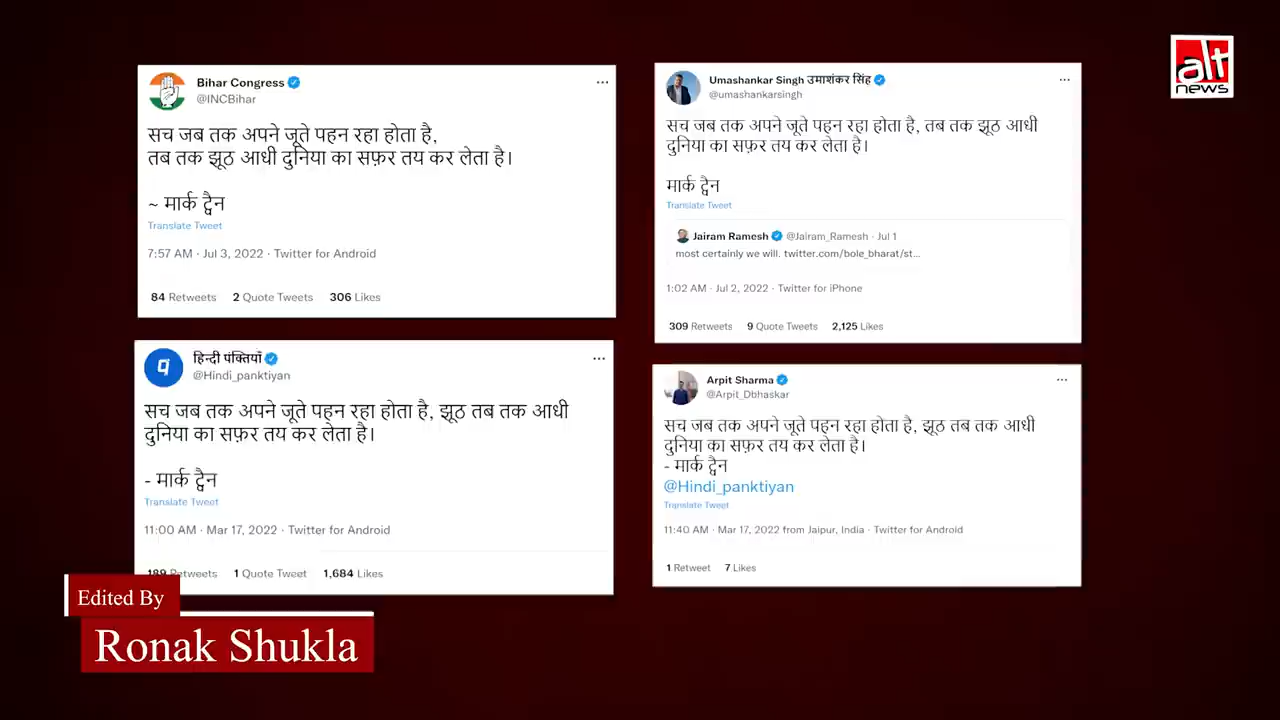 alt
news
Bihar Congress
@INCBihar
सच जब तक अपने जूते पहन रहा होता है,
तब तक झूठ आधी दुनिया का सफ़र तय कर लेता है।
~ मार्क ट्वैन
Translate Tweet
7:57 AM · Jul 3, 2022 · Twitter for Android
84 Retweets 2 Quote Tweets 306 Likes
Umashankar Singh उमाशंकर सिंह
@umashankarsingh
सच जब तक अपने जूते पहन रहा होता है, तब तक झूठ आधी
दुनिया का सफ़र तय कर लेता है।
मार्क ट्वैन
Translate Tweet
Jairam Ramesh @Jairam_Ramesh · Jul 1
most certainly we will. twitter.com/bole_bharat/st...
1:02 AM · Jul 2, 2022 · Twitter for iPhone
309 Retweets 9 Quote Tweets 2,125 Likes
हिन्दी पंक्तियाँ
@Hindi_panktiyan
सच जब तक अपने जूते पहन रहा होता है, झूठ तब तक आधी
दुनिया का सफ़र तय कर लेता है।
- मार्क ट्वैन
Translate Tweet
11:00 AM · Mar 17, 2022 · Twitter for Android
189 Retweets 1 Quote Tweet 1,684 Likes
Arpit Sharma
@Arpit_Dbhaskar
सच जब तक अपने जूते पहन रहा होता है, झूठ तब तक आधी
दुनिया का सफ़र तय कर लेता है।
- मार्क ट्वैन
@Hindi_panktiyan
Translate Tweet
11:40 AM · Mar 17, 2022 from Jaipur, India · Twitter for Android
1 Retweet 7 Likes
Edited By
Ronak Shukla